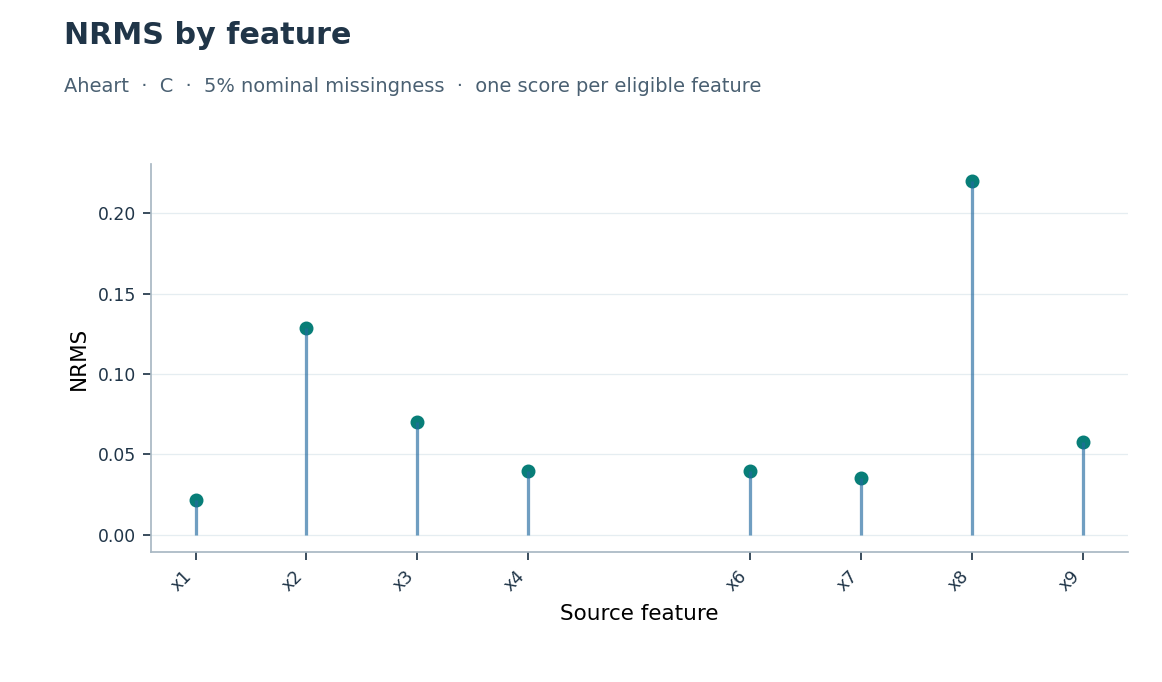 NRMS by feature
Aheart · C · 5% nominal missingness · one score per eligible feature
0.20
0.15
0.10
0.05
0.00
NRMS
x1 x2 x3 x4 x6 x7 x8 x9
Source feature